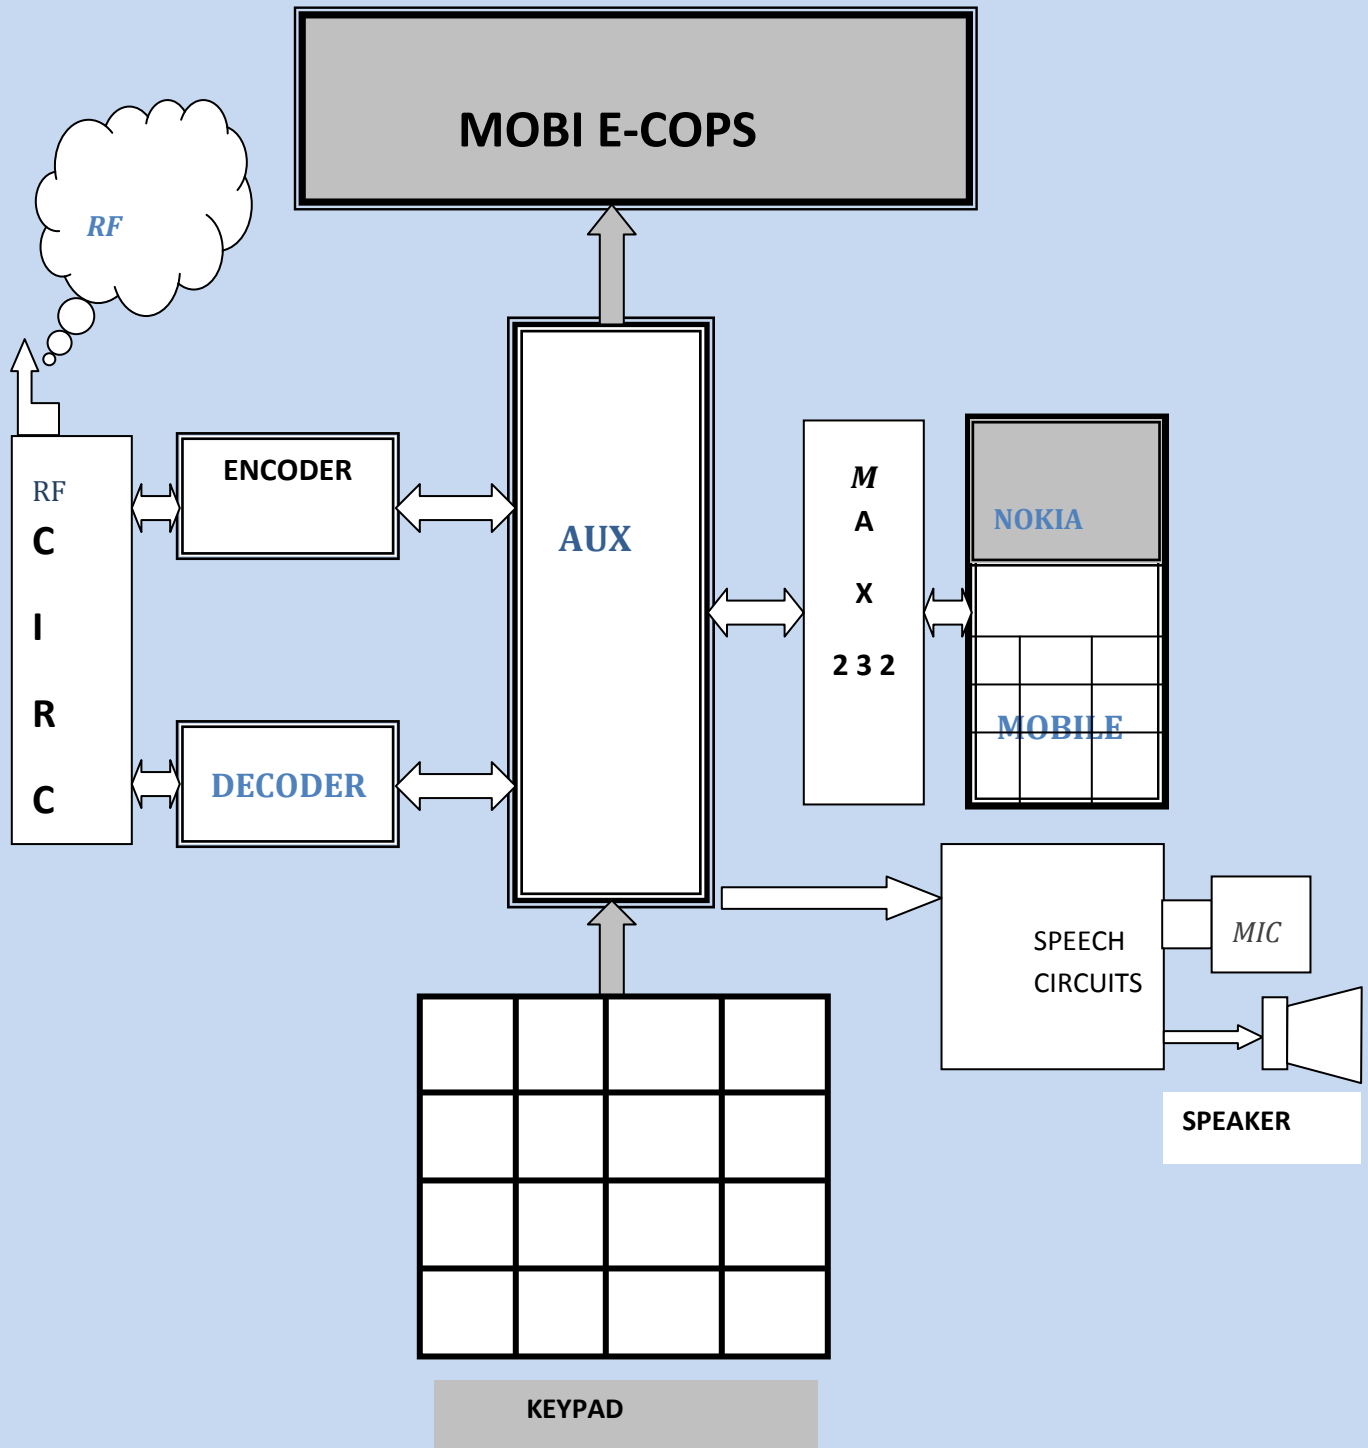 MOBI E-COPS
RF
RF
C
I
R
C
ENCODER
DECODER
AUX
M
A
X
2 3 2
NOKIA
MOBILE
SPEECH
CIRCUITS
MIC
SPEAKER
KEYPAD